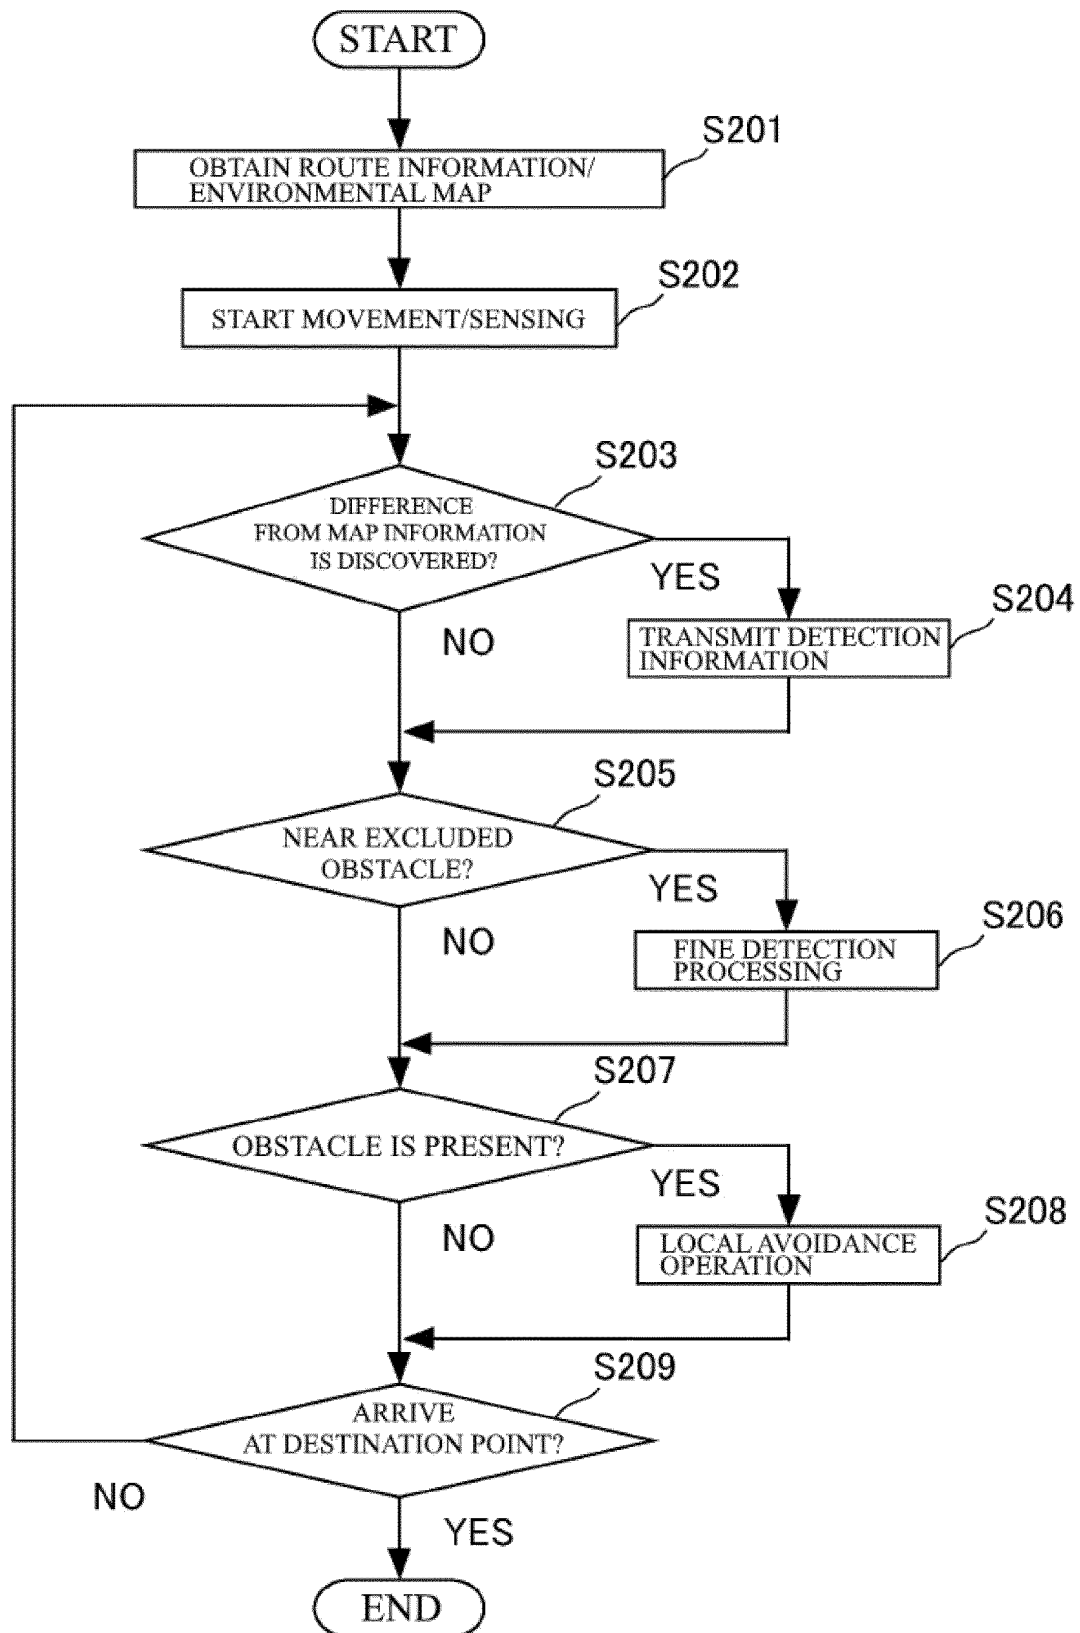 START
S201
OBTAIN ROUTE INFORMATION/
ENVIRONMENTAL MAP
S202
START MOVEMENT/SENSING
S203
DIFFERENCE
FROM MAP INFORMATION
IS DISCOVERED?
YES
S204
NO
TRANSMIT DETECTION
INFORMATION
S205
NEAR EXCLUDED
OBSTACLE?
YES
S206
NO
FINE DETECTION
PROCESSING
S207
OBSTACLE IS PRESENT?
YES
S208
NO
LOCAL AVOIDANCE
OPERATION
S209
ARRIVE
AT DESTINATION POINT?
NO
YES
END